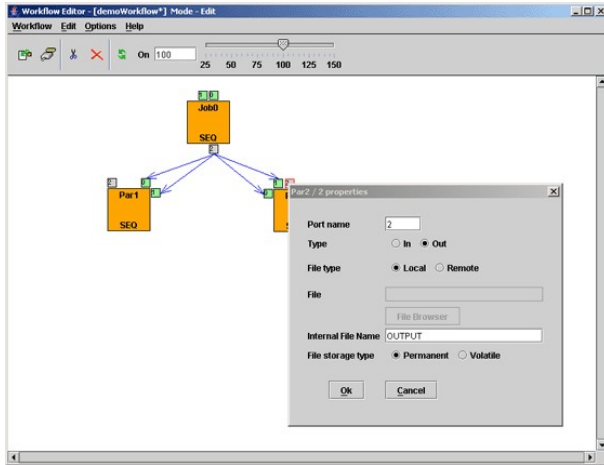 Workflow Editor - [demoWorkflow*] Mode - Edit
Workflow Edit Options Help
On 100
25 50 75 100 125 150
Job0
SEQ
Par1
SEQ
Par2 / 2 properties
Port name 2
Type In Out
File type Local Remote
File
File Browser
Internal File Name OUTPUT
File storage type Permanent Volatile
Ok Cancel